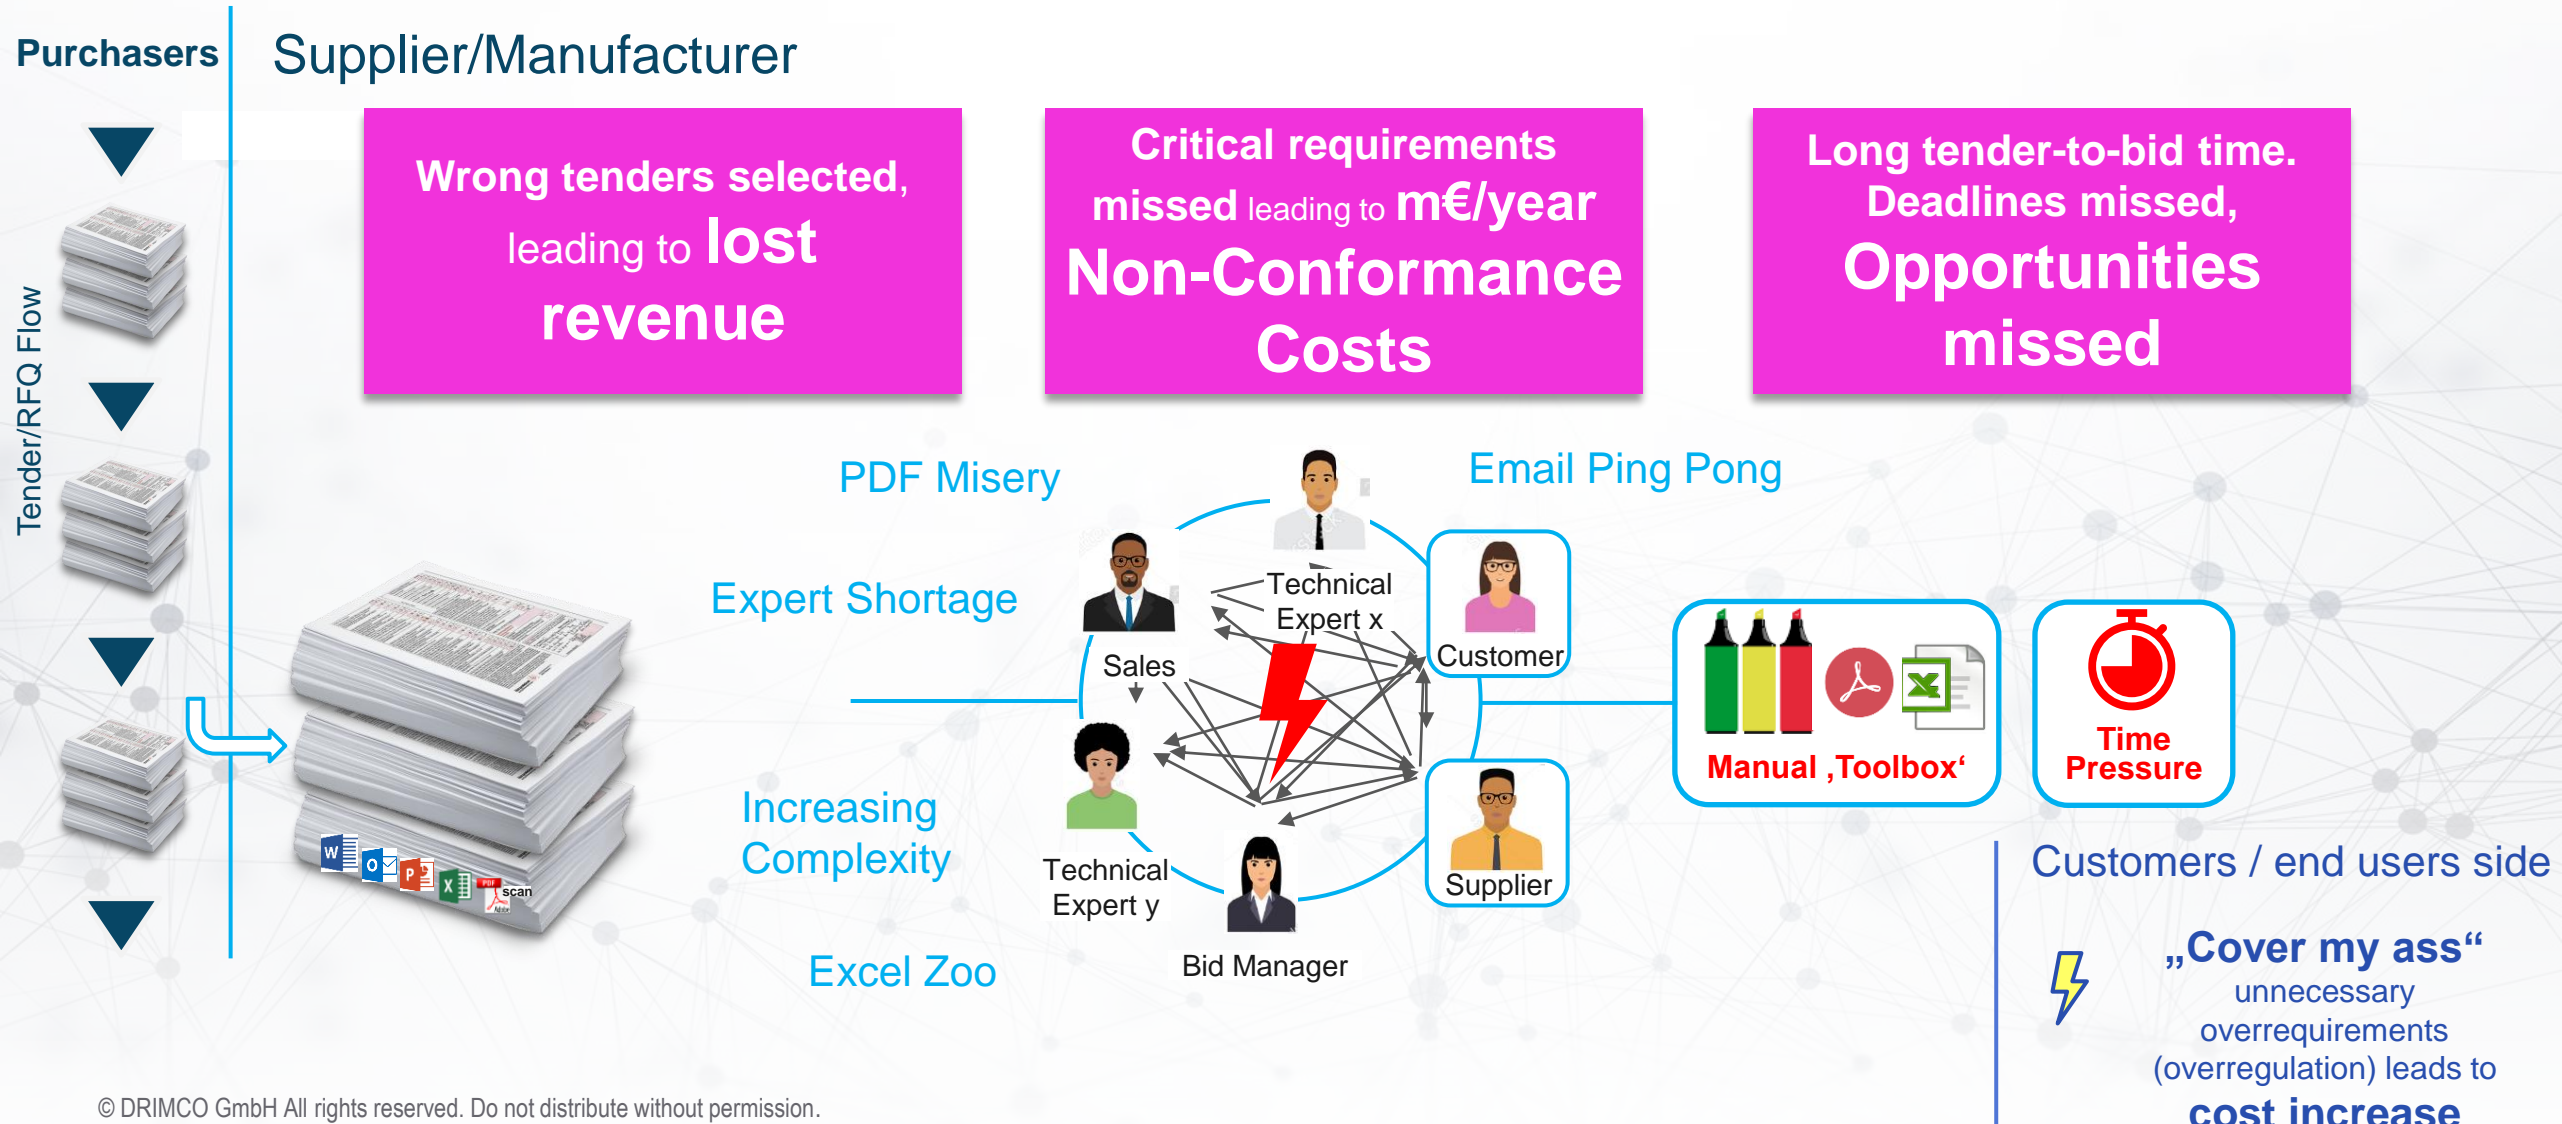 Purchasers
Supplier/Manufacturer
Tender/RFQ Flow
Wrong tenders selected,
leading to lost
revenue
Critical requirements
missed leading to m€/year
Non-Conformance
Costs
Long tender-to-bid time.
Deadlines missed,
Opportunities
missed
PDF Misery
Email Ping Pong
Expert Shortage
Increasing
Complexity
Excel Zoo
Technical
Expert x
Sales
Customer
Technical
Expert y
Supplier
Bid Manager
W
O
P
X
PDF
Adobe
scan
Manual ‚Toolbox‘
Time
Pressure
Customers / end users side
„Cover my ass“
unnecessary
overrequirements
(overregulation) leads to
cost increase
© DRIMCO GmbH All rights reserved. Do not distribute without permission.